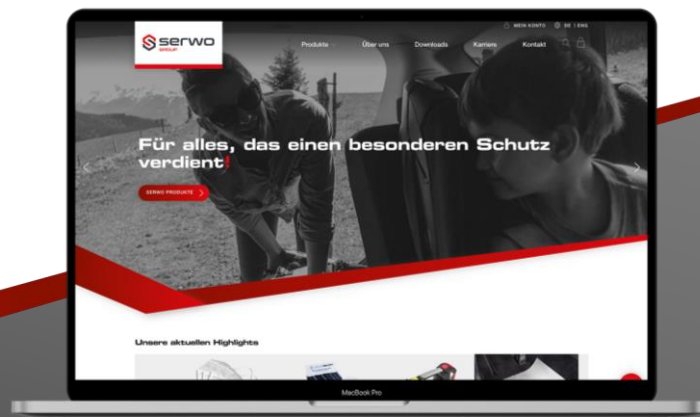 MEIN KONTO DE | ENG
serwo
GROUP
Produkte Über uns Downloads Karriere Kontakt
Für alles, das einen besonderen Schutz
verdient!
SERWO PRODUKTE
Unsere aktuellen Highlights
MacBook Pro